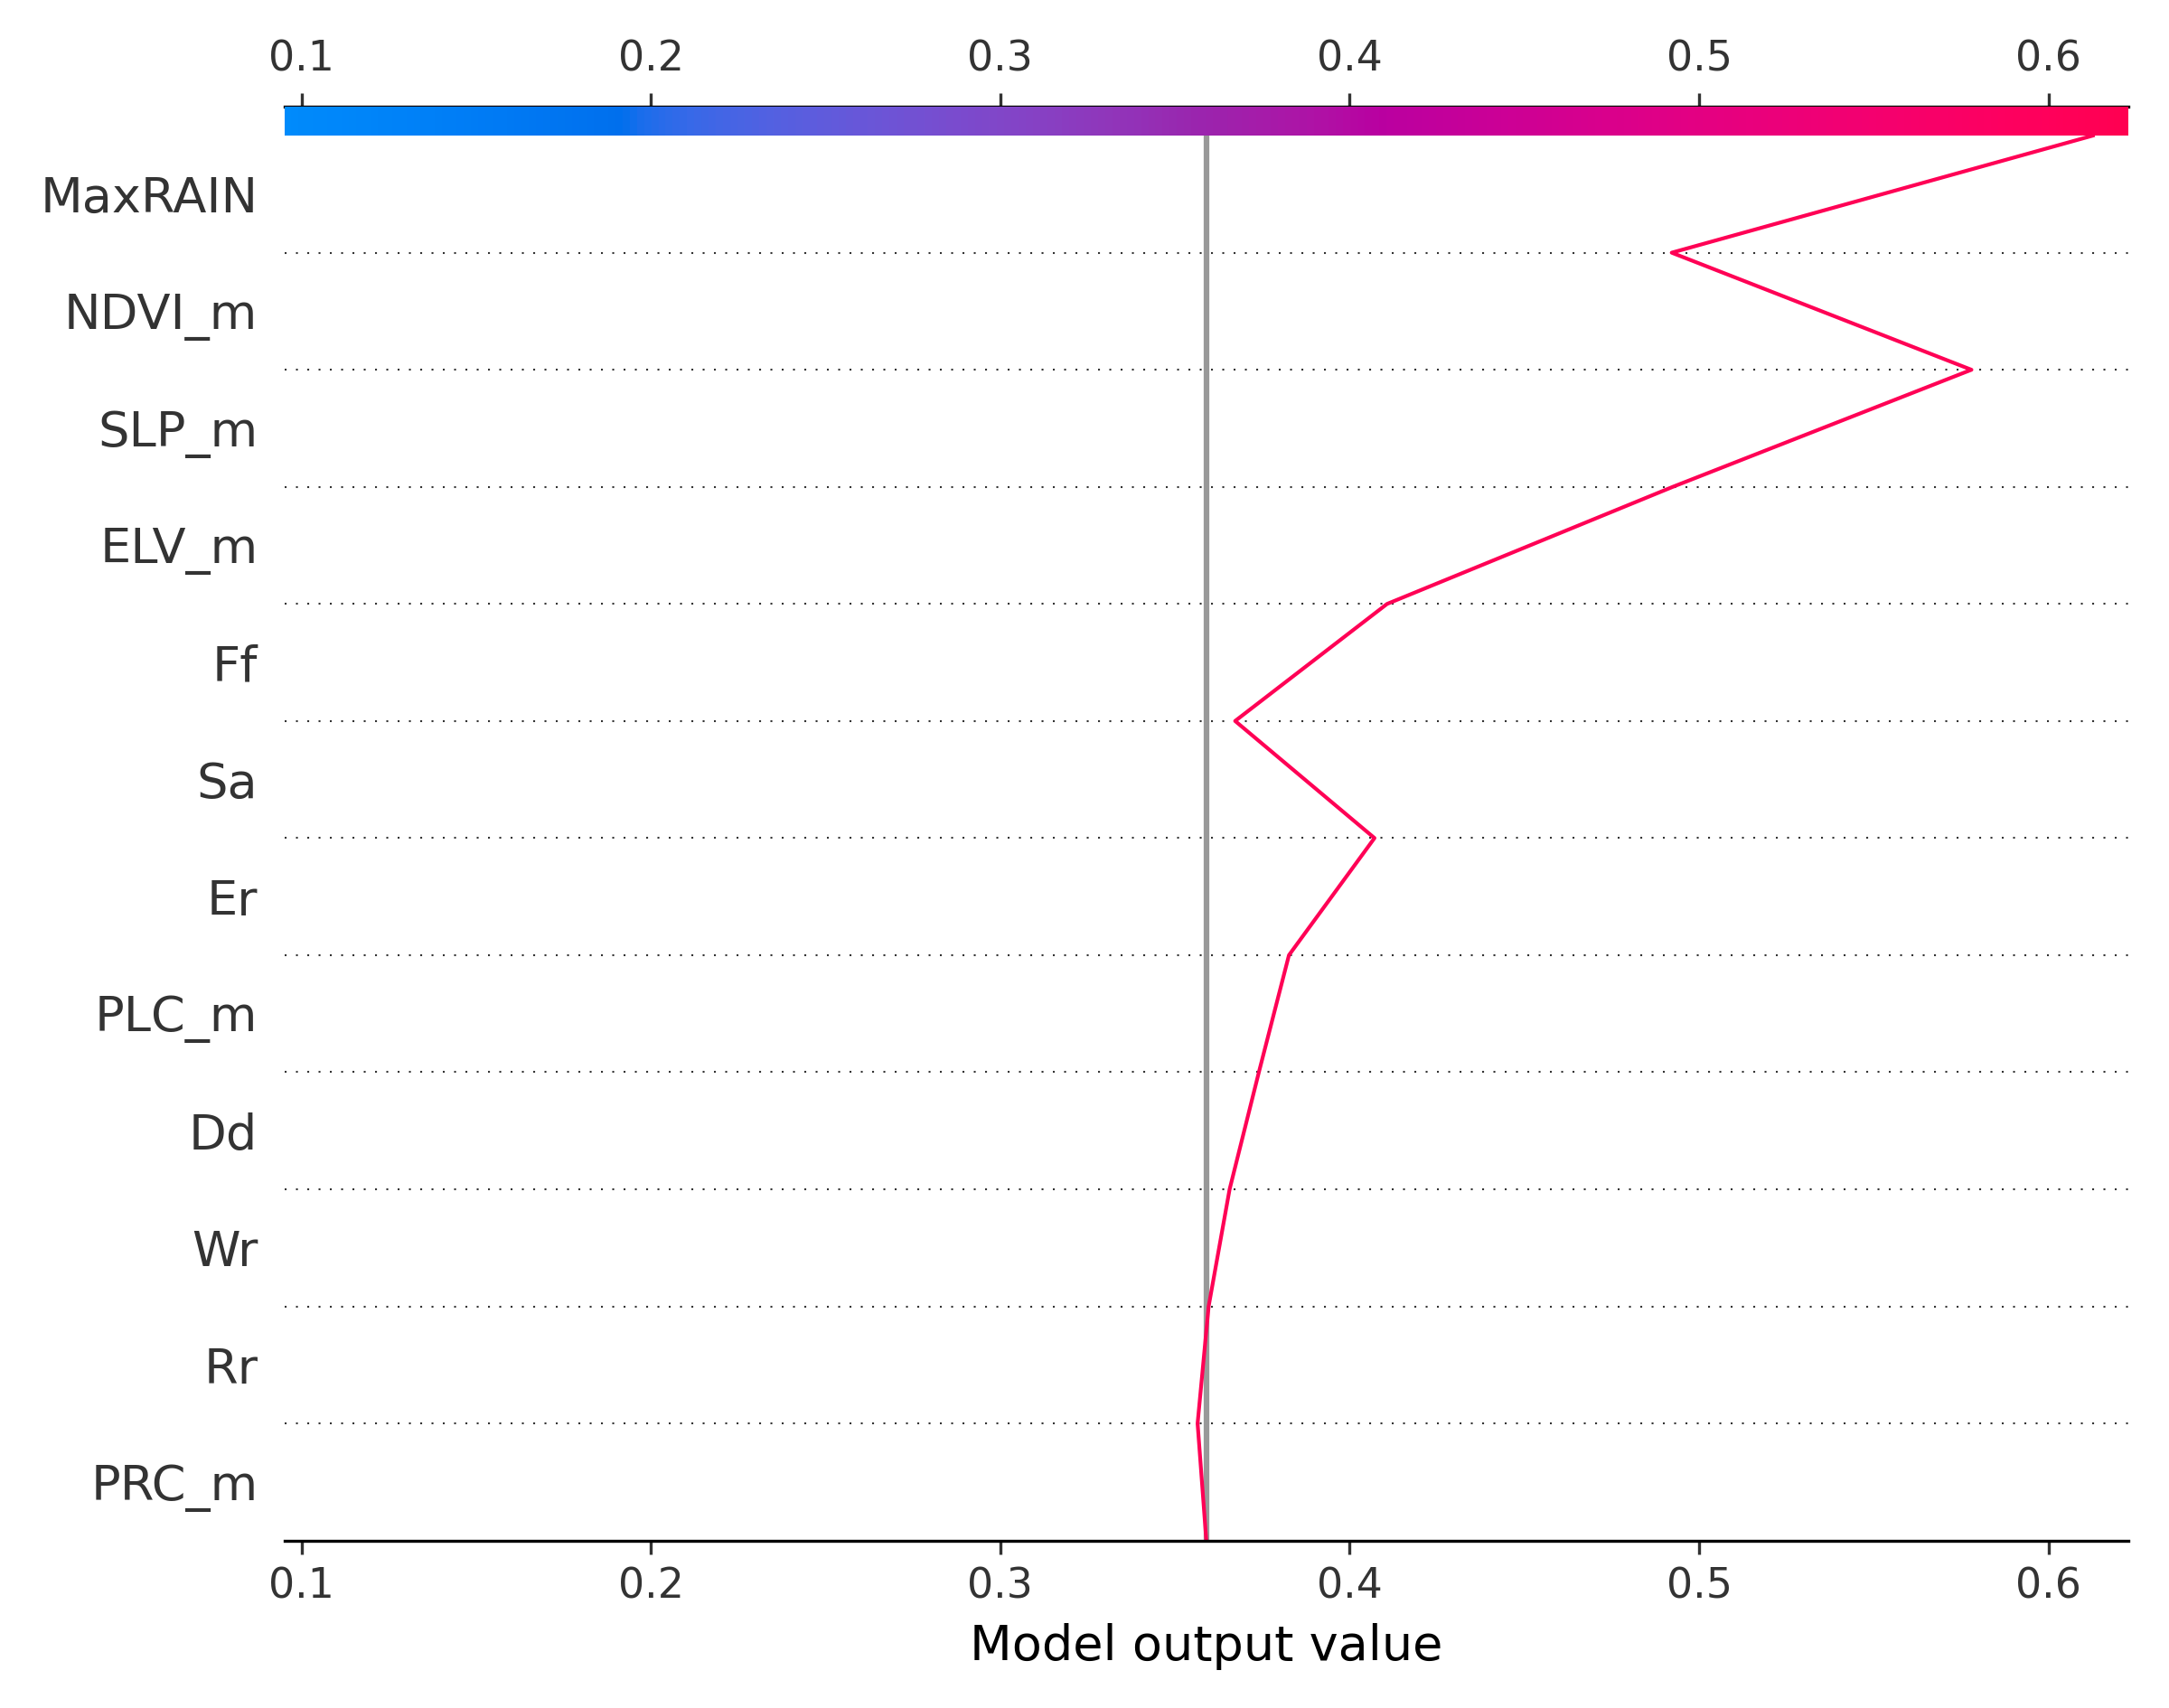 0.1 0.2 0.3 0.4 0.5 0.6
MaxRAIN
NDVI_m
SLP_m
ELV_m
Ff
Sa
Er
PLC_m
Dd
Wr
Rr
PRC_m
0.1 0.2 0.3 0.4 0.5 0.6
Model output value